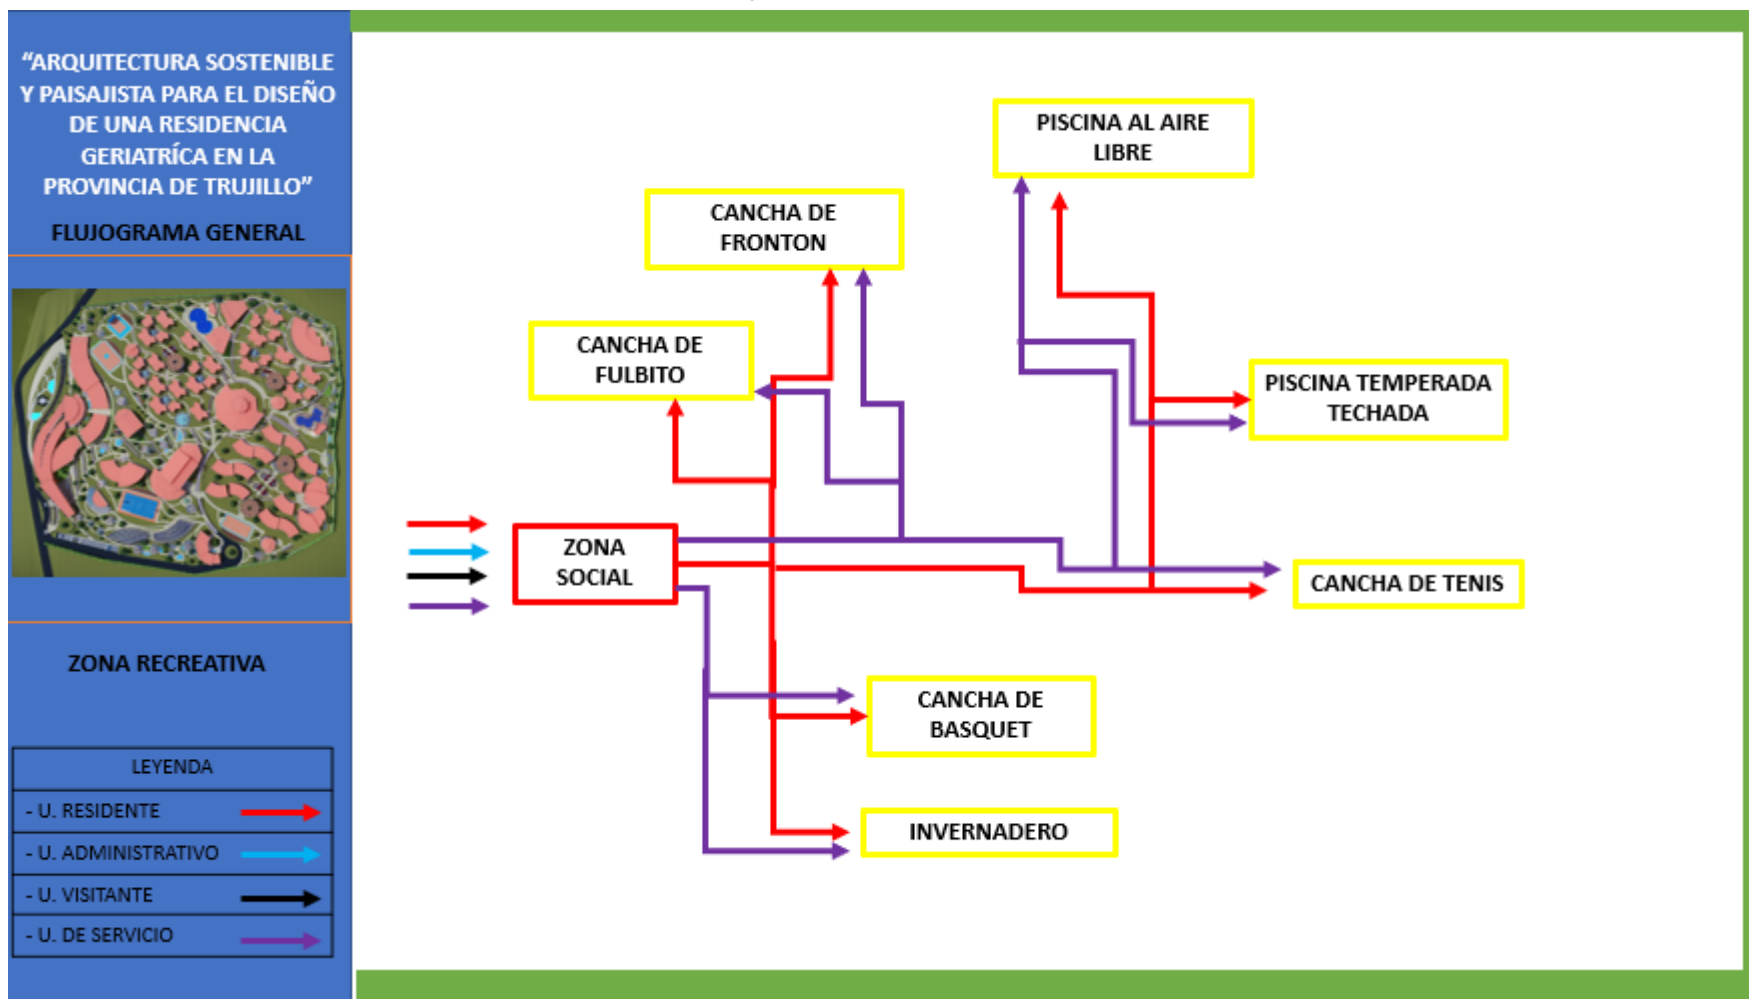 “ARQUITECTURA SOSTENIBLE
Y PAISAJISTA PARA EL DISEÑO
DE UNA RESIDENCIA
GERIATRÍCA EN LA
PROVINCIA DE TRUJILLO”
FLUJOGRAMA GENERAL
ZONA RECREATIVA
LEYENDA
- U. RESIDENTE
- U. ADMINISTRATIVO
- U. VISITANTE
- U. DE SERVICIO
PISCINA AL AIRE
LIBRE
CANCHA DE
FRONTON
CANCHA DE
FULBITO
PISCINA TEMPERADA
TECHADA
ZONA
SOCIAL
CANCHA DE TENIS
CANCHA DE
BASQUET
INVERNADERO